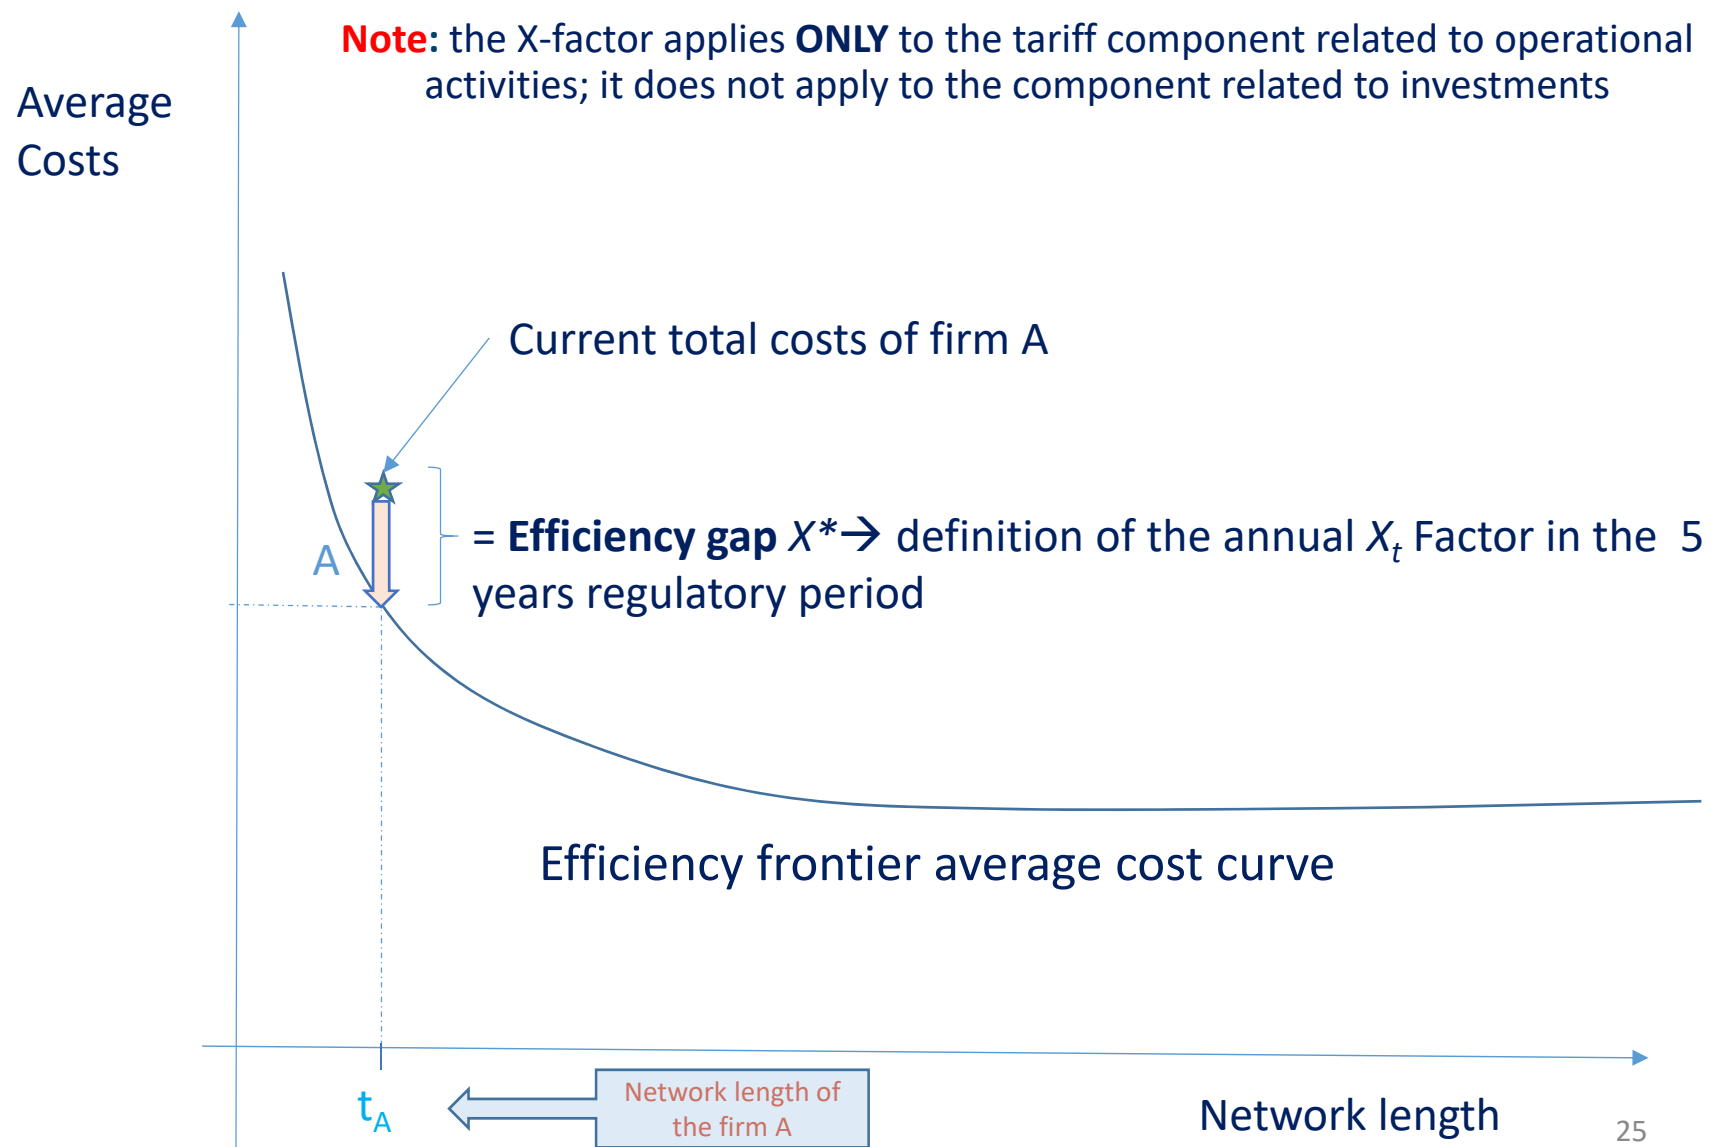 Note: the X-factor applies ONLY to the tariff component related to operational
activities; it does not apply to the component related to investments
Average
Costs
Current total costs of firm A
= Efficiency gap X*→ definition of the annual Xt Factor in the 5
years regulatory period
A
Efficiency frontier average cost curve
tA
Network length of
the firm A
Network length
25